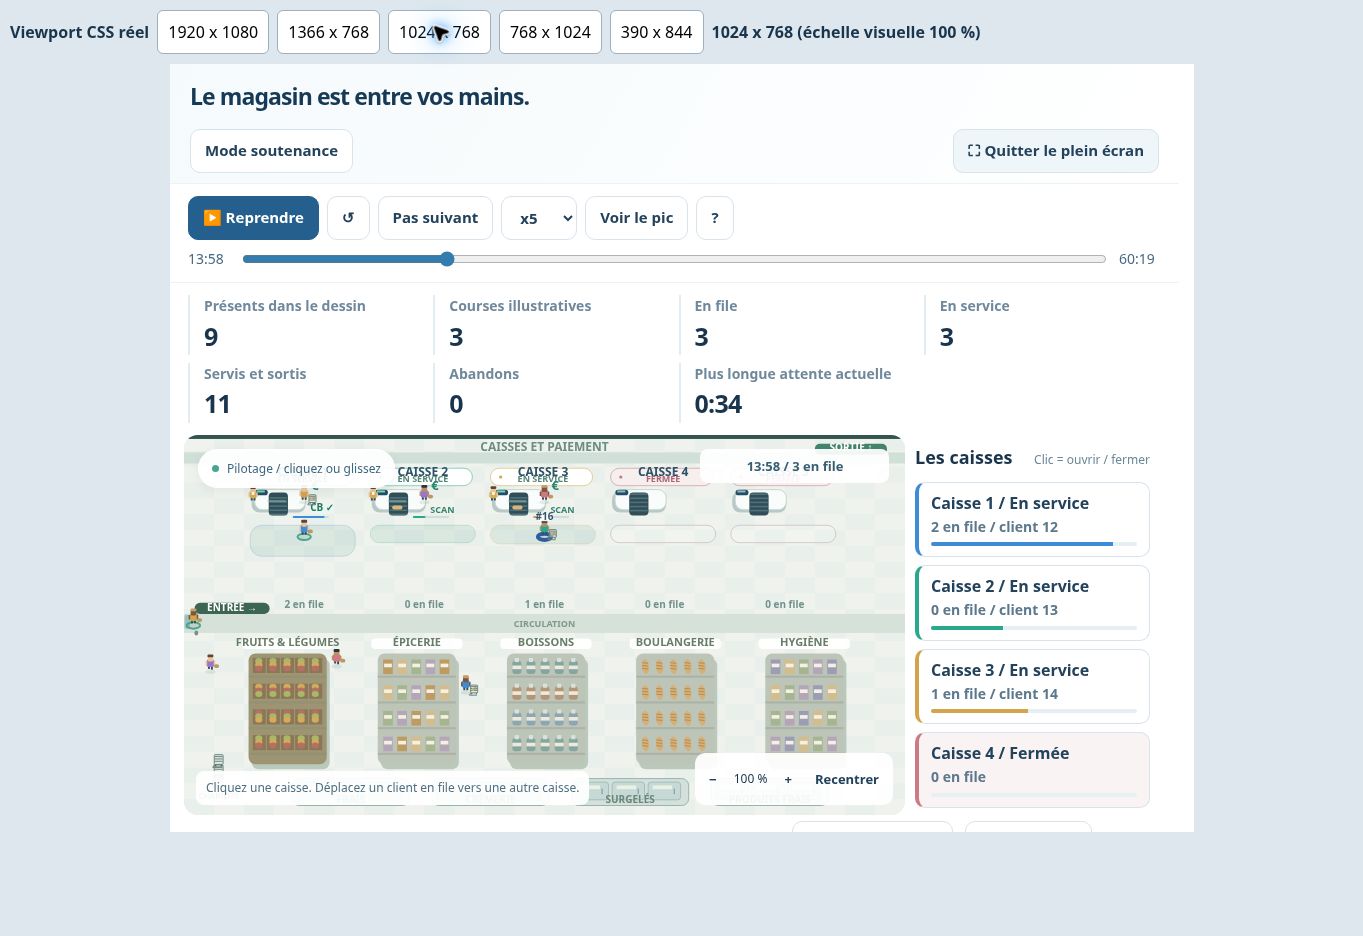 Viewport CSS réel 1920 x 1080 1366 x 768 1024 x 768 768 x 1024 390 x 844 1024 x 768 (échelle visuelle 100 %)
Le magasin est entre vos mains.
Mode soutenance
Quitter le plein écran
Reprendre ↺ Pas suivant x5 Voir le pic ?
13:58 60:19
Présents dans le dessin Courses illustratives En file En service
9 3 3 3
Servis et sortis Abandons Plus longue attente actuelle
11 0 0:34
CAISSES ET PAIEMENT
SORTIE
Pilotage / cliquez ou glissez
13:58 / 3 en file
CAISSE 2 CAISSE 3 CAISSE 4
EN SERVICE EN SERVICE FERMÉE
€ € €
CB ✓ SCAN SCAN
#16
ENTRÉE → 2 en file 0 en file 1 en file 0 en file 0 en file
CIRCULATION
FRUITS & LÉGUMES ÉPICERIE BOISSONS BOULANGERIE HYGIÈNE
Cliquez une caisse. Déplacez un client en file vers une autre caisse.
− 100 % + Recentrer
SURGELÉS PRODUITS FRAIS
Les caisses Clic = ouvrir / fermer
Caisse 1 / En service
2 en file / client 12
Caisse 2 / En service
0 en file / client 13
Caisse 3 / En service
1 en file / client 14
Caisse 4 / Fermée
0 en file